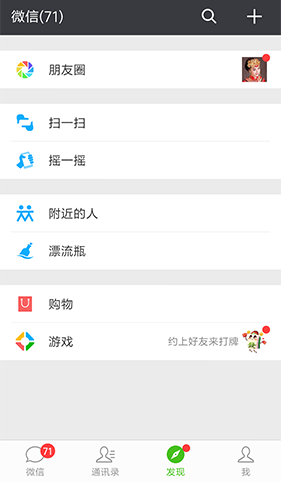 微信(71)
朋友圈
扫一扫
摇一摇
附近的人
漂流瓶
购物
游戏 约上好友来打牌
71
微信 通讯录 发现 我